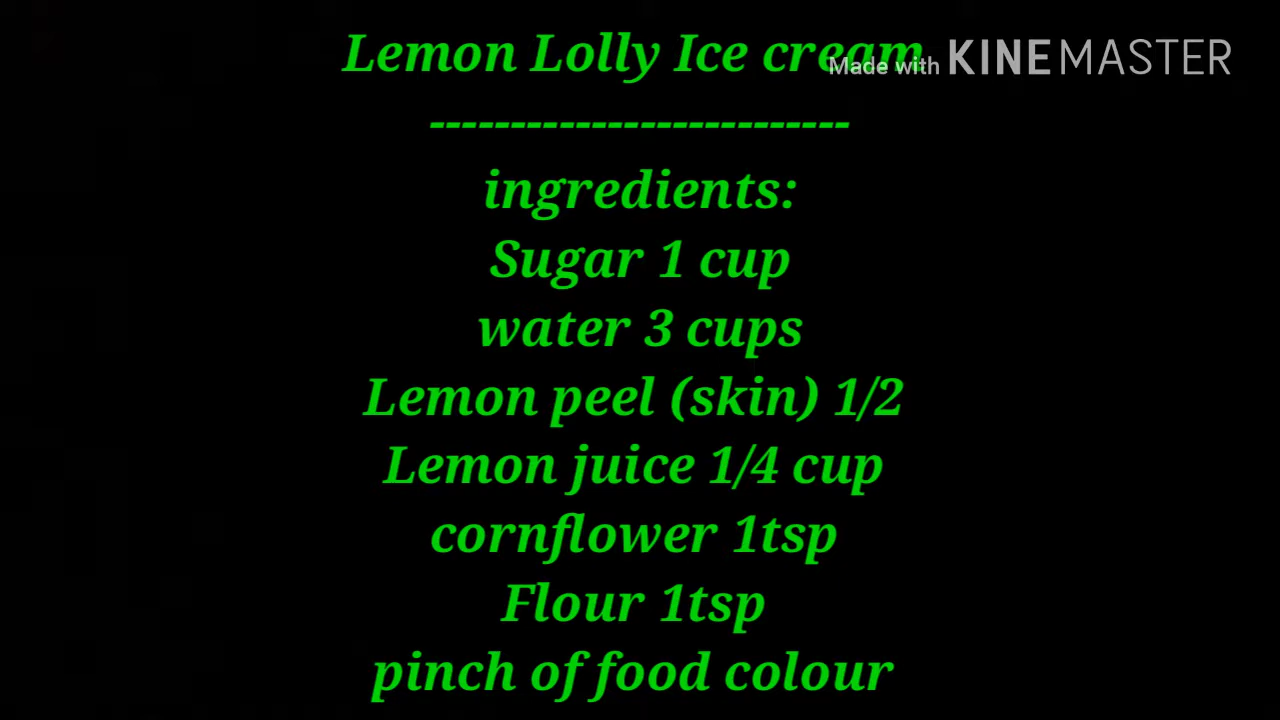 Lemon Lolly Ice cream
Made with KINEMASTER
--------------------------
ingredients:
Sugar 1 cup
water 3 cups
Lemon peel (skin) 1/2
Lemon juice 1/4 cup
cornflower 1tsp
Flour 1tsp
pinch of food colour